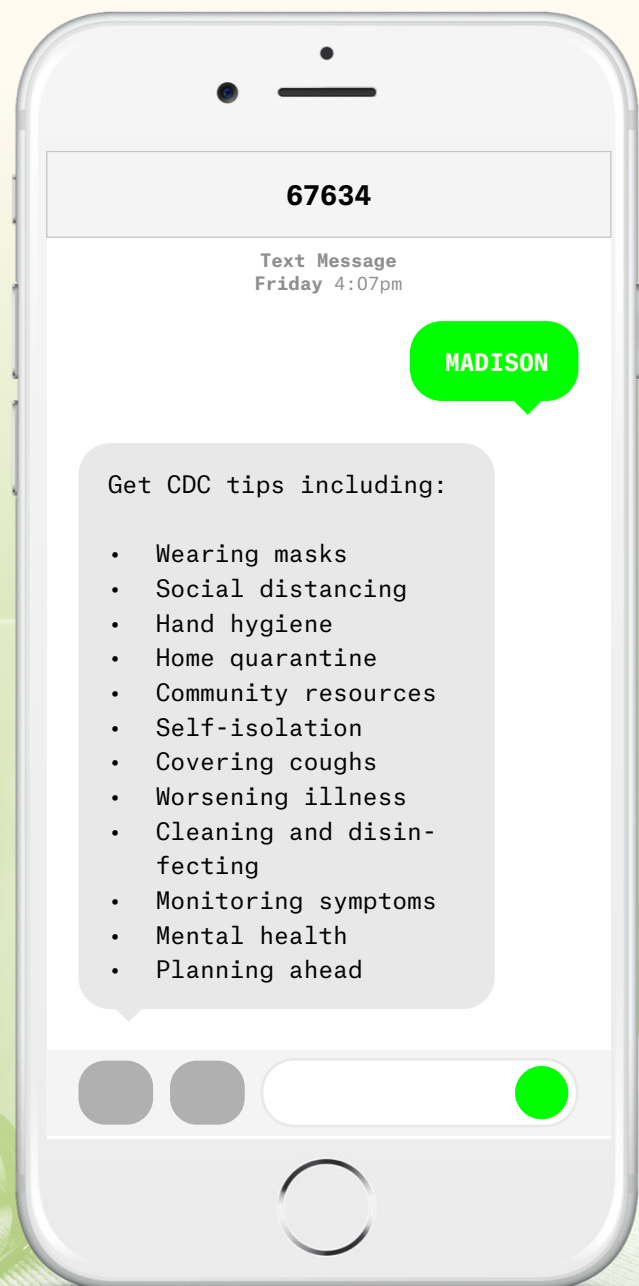 67634
Text Message
Friday 4:07pm
MADISON
Get CDC tips including:
• Wearing masks
• Social distancing
• Hand hygiene
• Home quarantine
• Community resources
• Self-isolation
• Covering coughs
• Worsening illness
• Cleaning and disin-
fecting
• Monitoring symptoms
• Mental health
• Planning ahead